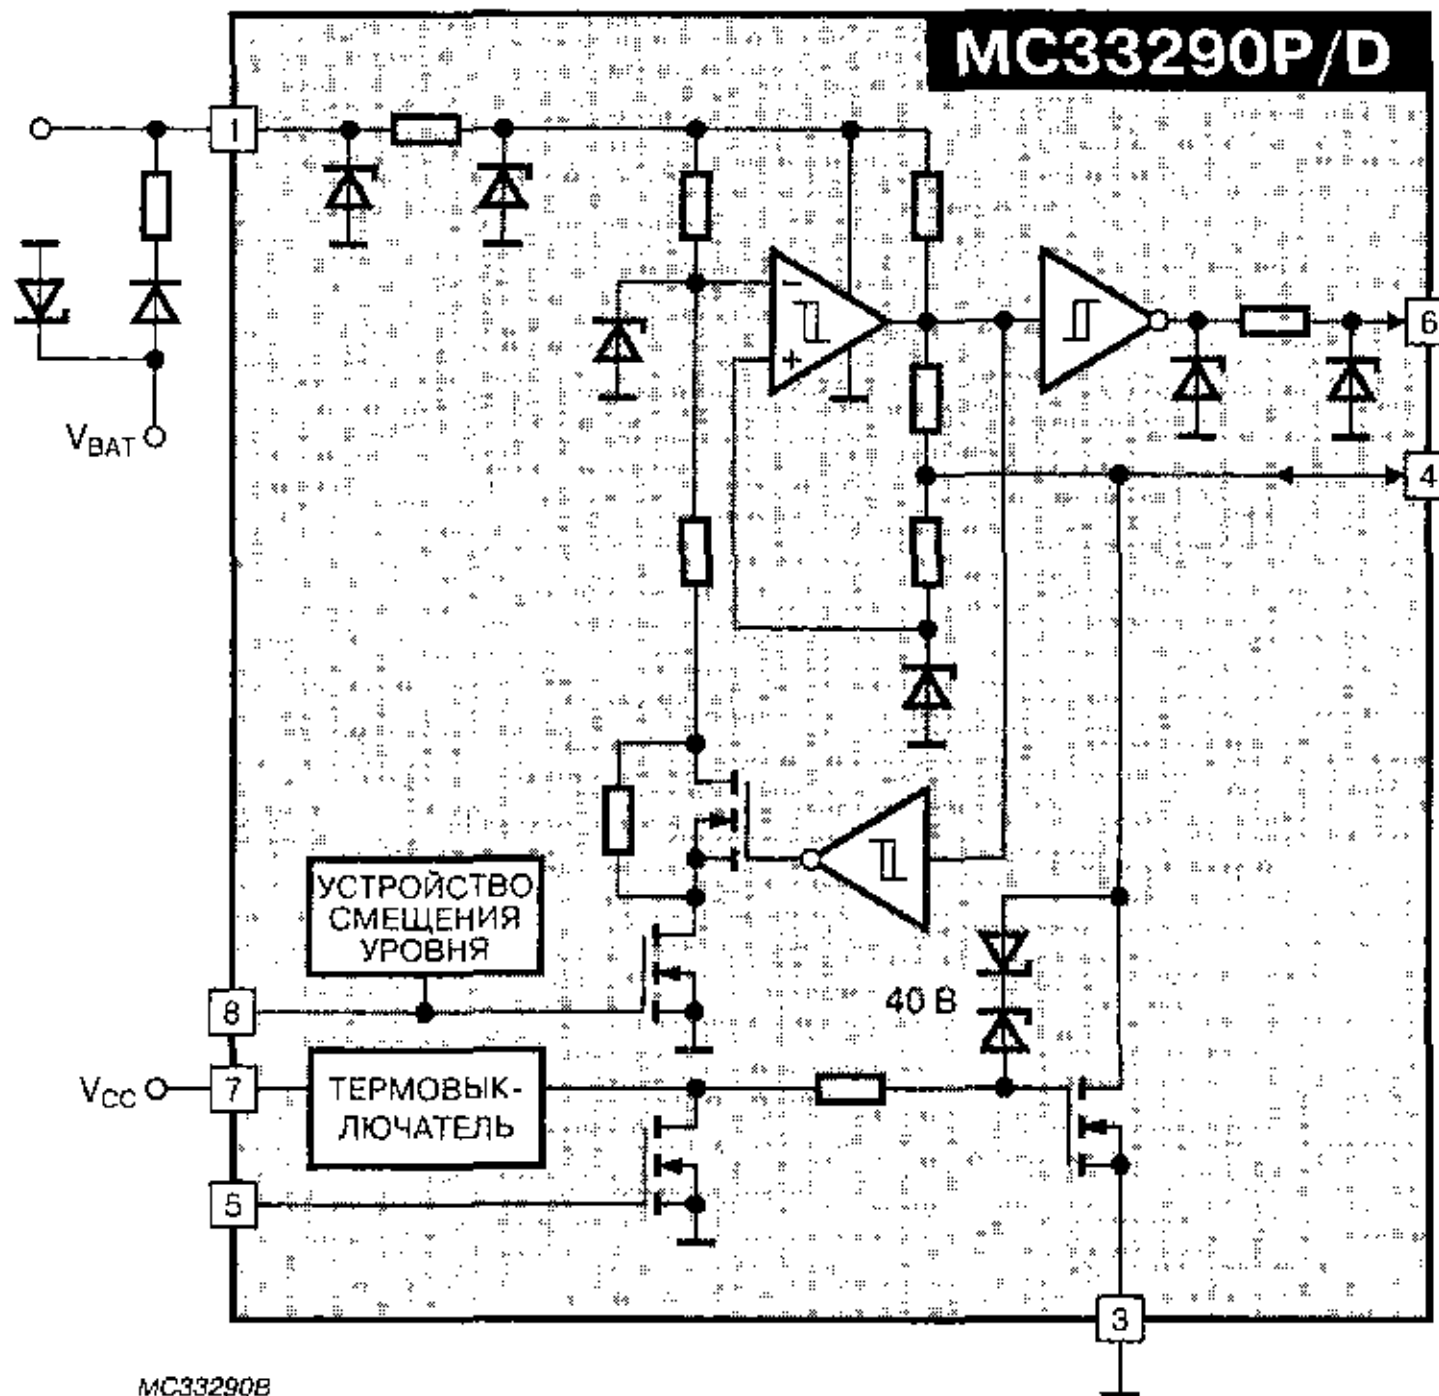 MC33290P/D
1
-
+
6
V_BAT
4
УСТРОЙСТВО
СМЕЩЕНИЯ
УРОВНЯ
40 В
8
V_CC
7
ТЕРМОВЫК-
ЛЮЧАТЕЛЬ
5
3
MC33290B